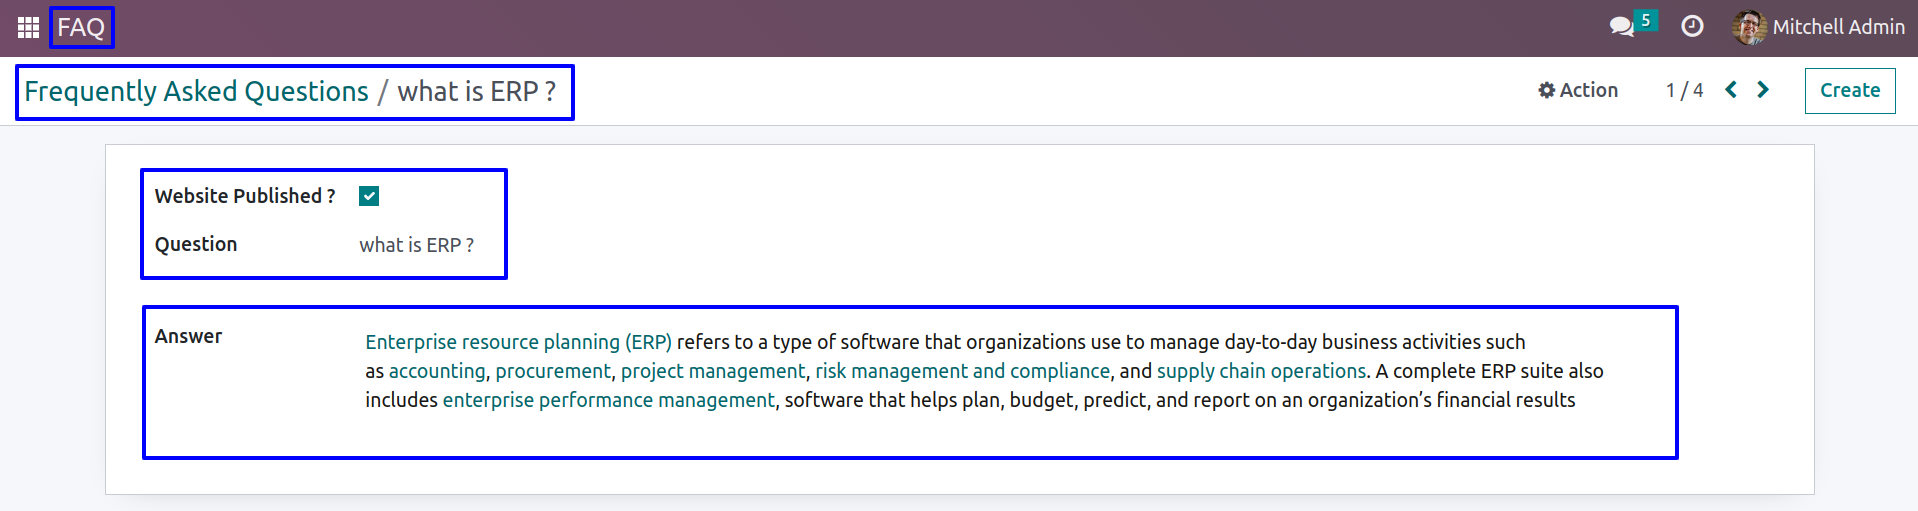 FAQ
5
Mitchell Admin
Frequently Asked Questions / what is ERP ?
Action
1 / 4
Create
Website Published ?
Question
what is ERP ?
Answer
Enterprise resource planning (ERP) refers to a type of software that organizations use to manage day-to-day business activities such
as accounting, procurement, project management, risk management and compliance, and supply chain operations. A complete ERP suite also
includes enterprise performance management, software that helps plan, budget, predict, and report on an organization’s financial results